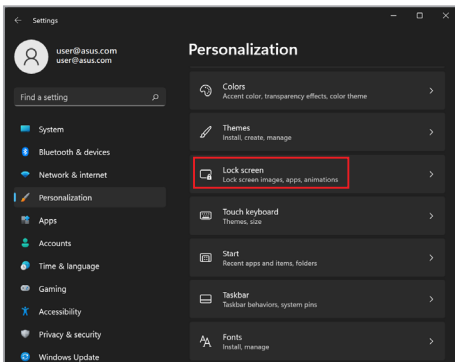 Settings
user@asus.com
user@asus.com
Find a setting
System
Bluetooth & devices
Network & internet
Personalization
Apps
Accounts
Time & language
Gaming
Accessibility
Privacy & security
Windows Update
Personalization
Colors
Accent color, transparency effects, color theme
Themes
Install, create, manage
Lock screen
Lock screen images, apps, animations
Touch keyboard
Themes, size
Start
Recent apps and items, folders
Taskbar
Taskbar behaviors, system pins
Fonts
Install, manage